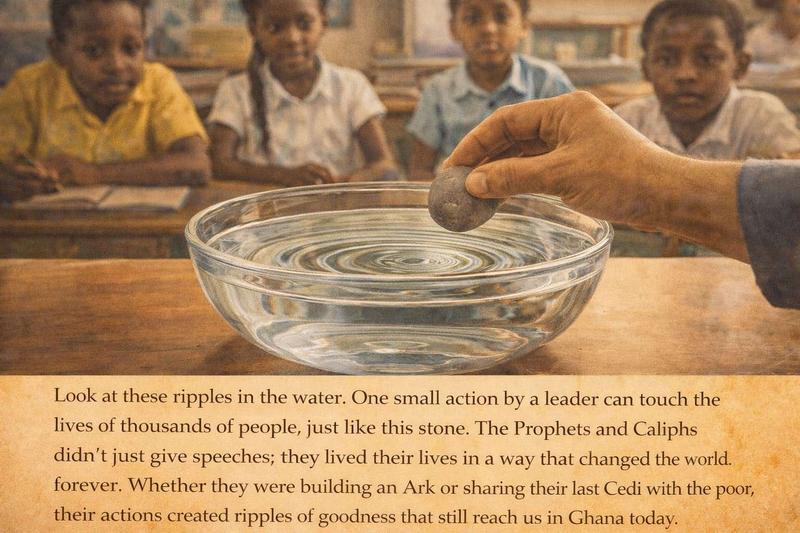 Look at these ripples in the water. One small action by a leader can touch the
lives of thousands of people, just like this stone. The Prophets and Caliphs
didn't just give speeches; they lived their lives in a way that changed the world.
forever. Whether they were building an Ark or sharing their last Cedi with the poor,
their actions created ripples of goodness that still reach us in Ghana today.